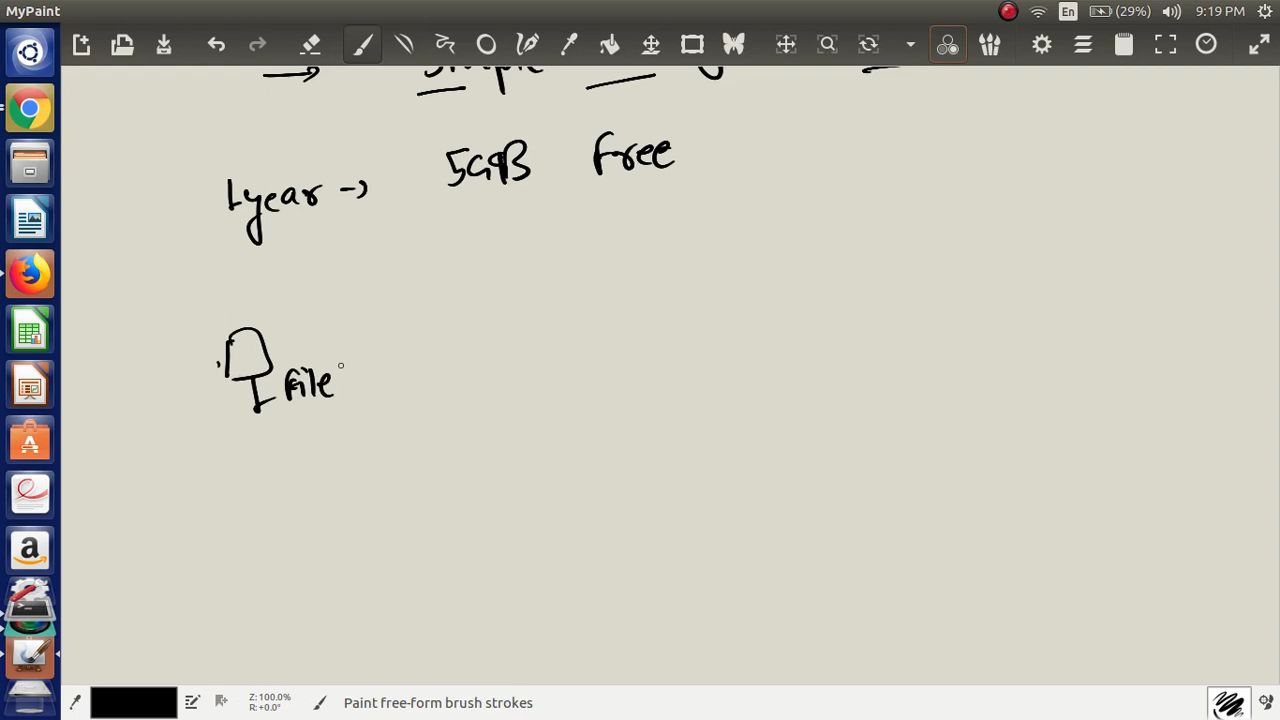 MyPaint
En
(29%)
9:19 PM
Simple
5GB Free
1year ->
File
Z: 100.0%
R: +0.0°
Paint free-form brush strokes